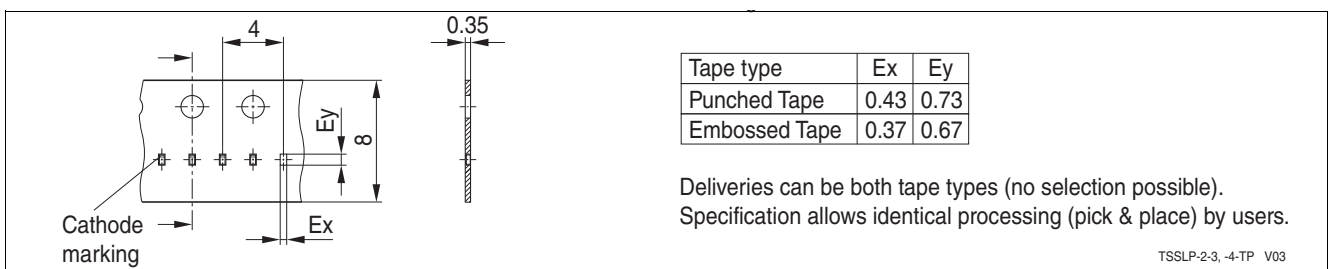 4
0.35
Ey
8
Cathode
marking
Ex
Tape type Ex Ey
Punched Tape 0.43 0.73
Embossed Tape 0.37 0.67
Deliveries can be both tape types (no selection possible).
Specification allows identical processing (pick & place) by users.
TSSLP-2-3, -4-TP V03